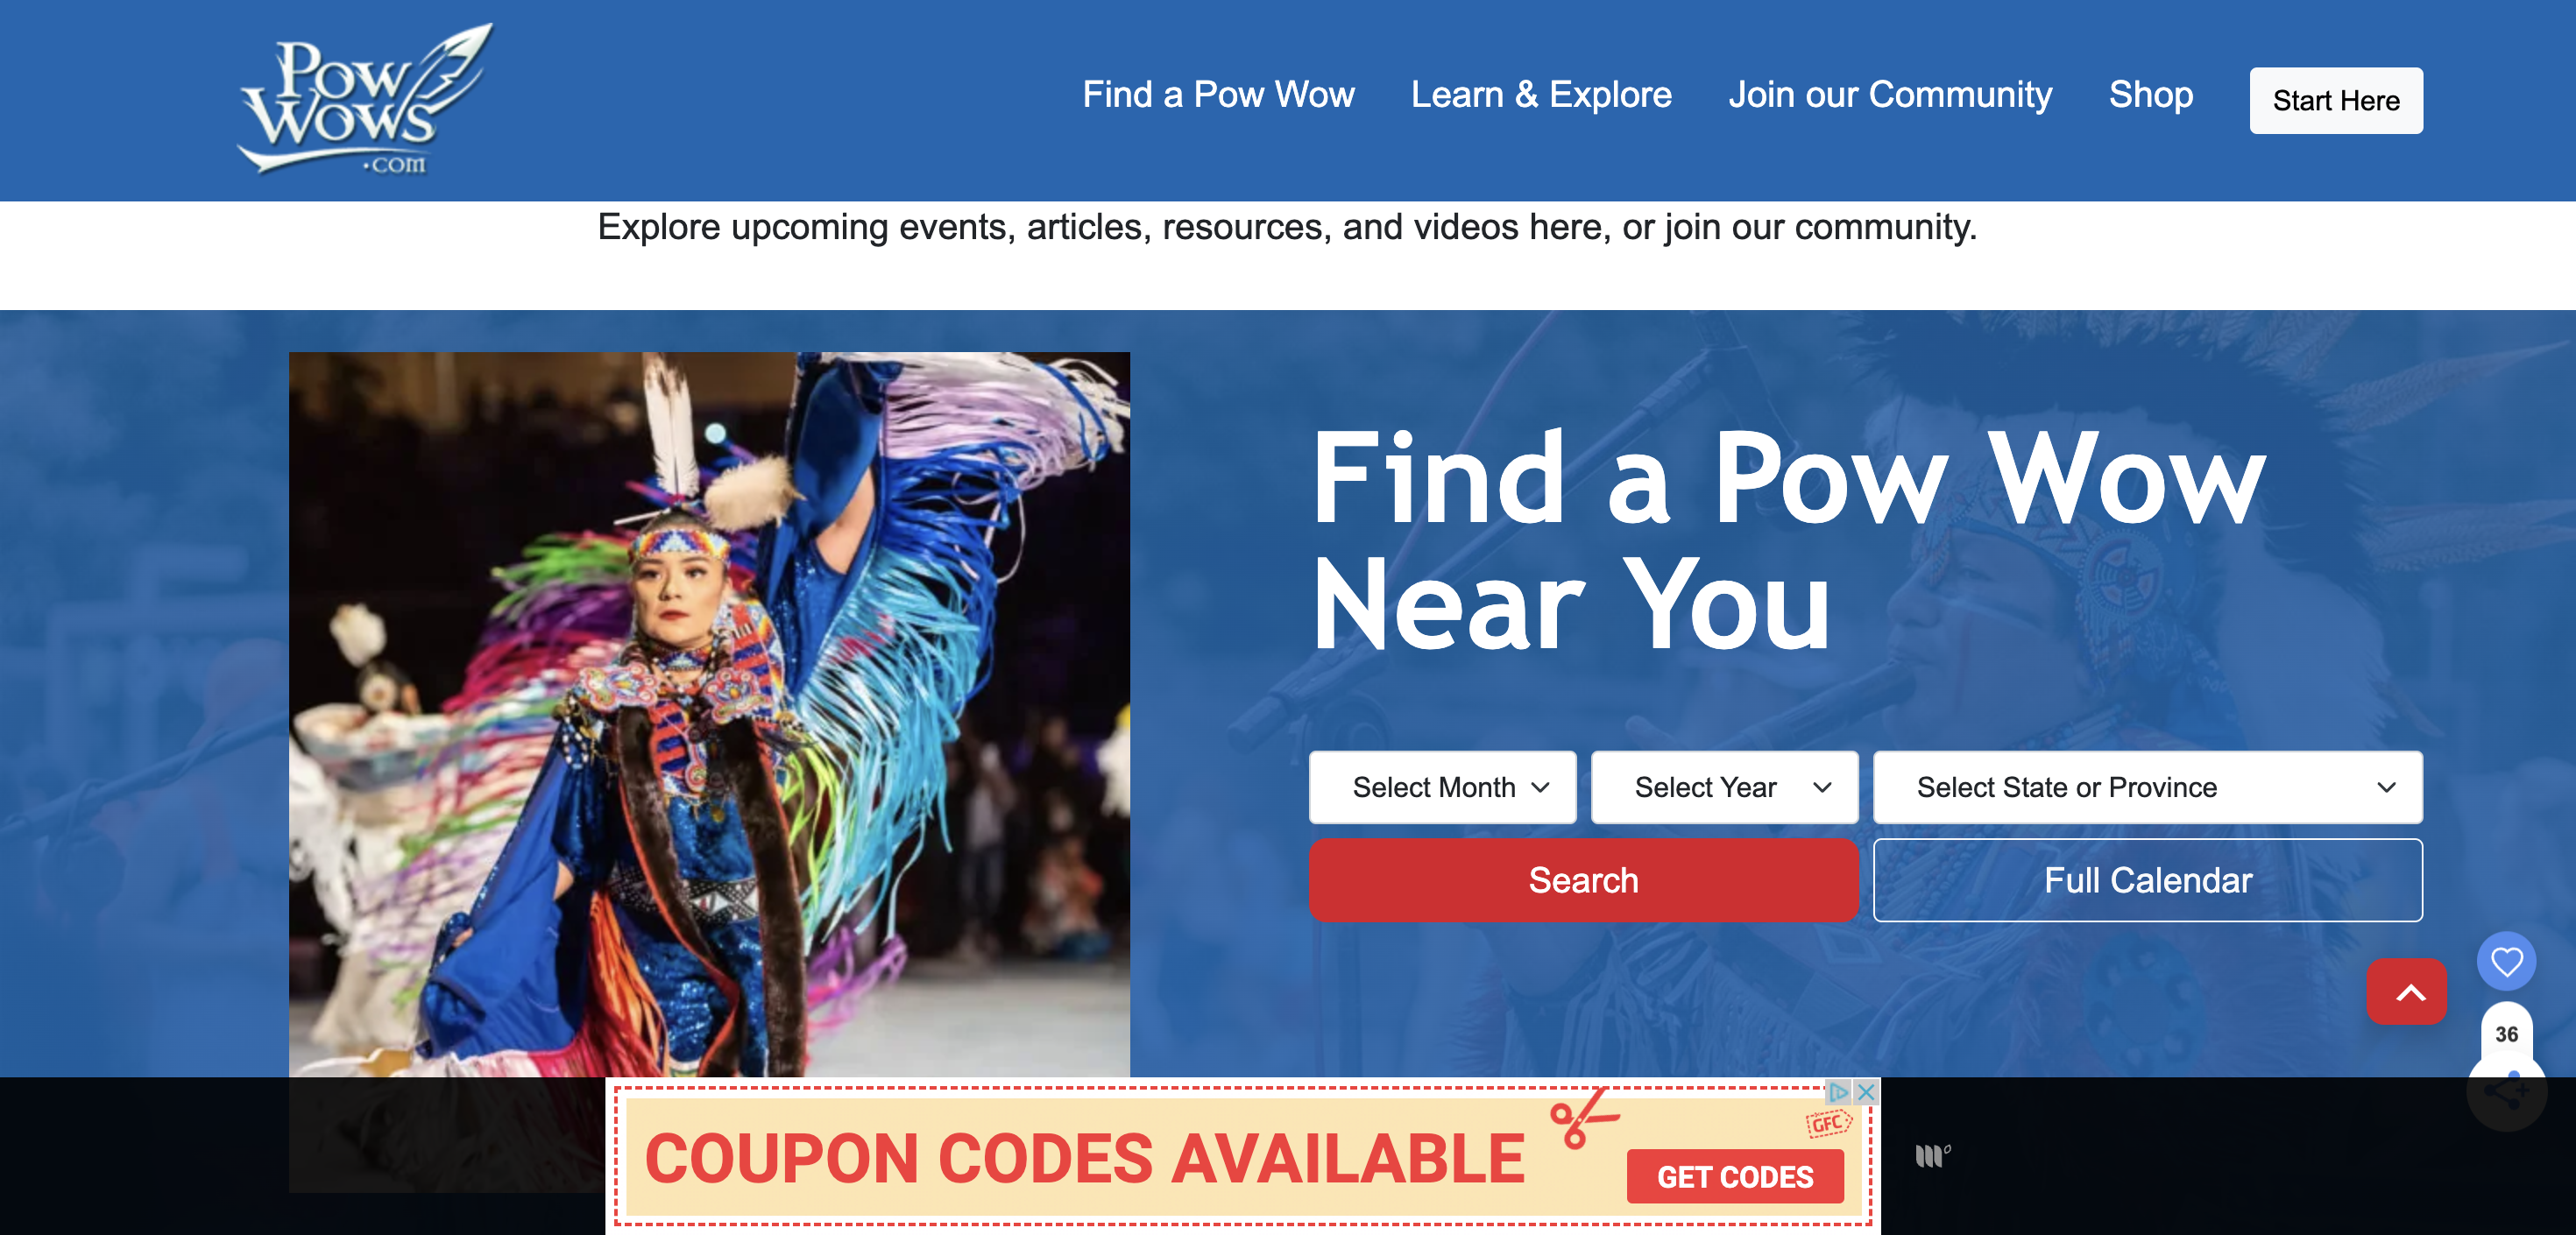 Pow
Wows
.com
Find a Pow Wow
Learn & Explore
Join our Community
Shop
Start Here
Explore upcoming events, articles, resources, and videos here, or join our community.
Find a Pow Wow
Near You
Select Month
Select Year
Select State or Province
Search
Full Calendar
36
COUPON CODES AVAILABLE
GFC
GET CODES